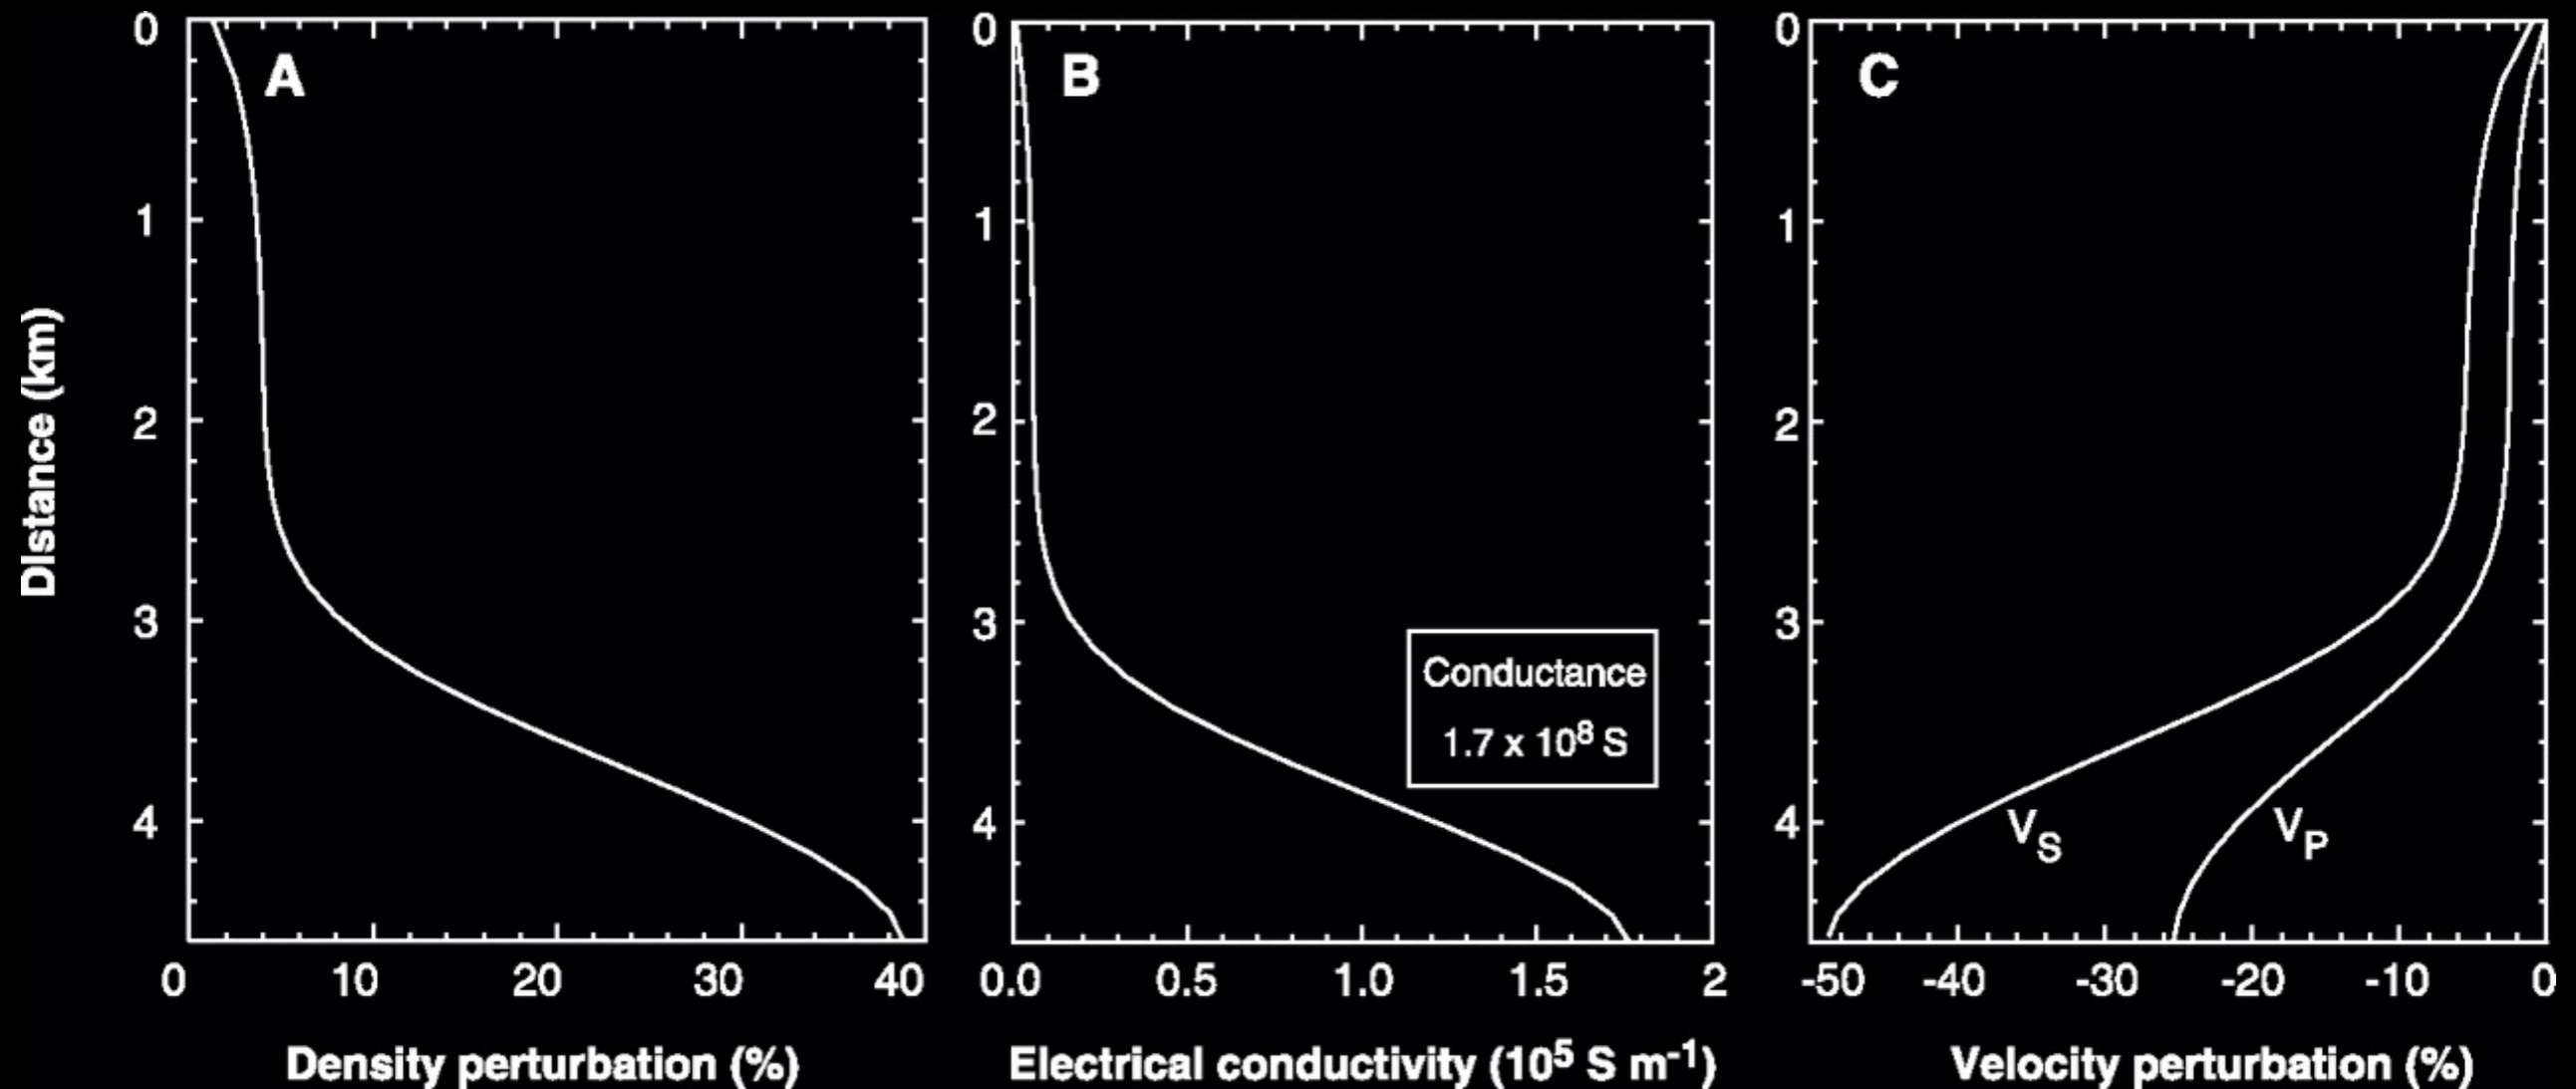 A
B
C
0
1
2
3
4
Distance (km)
0 10 20 30 40
Density perturbation (%)
0
1
2
3
4
Conductance
1.7 x 10⁸ S
0.0 0.5 1.0 1.5 2
Electrical conductivity (10⁵ S m⁻¹)
0
1
2
3
4
V_S
V_P
-50 -40 -30 -20 -10 0
Velocity perturbation (%)